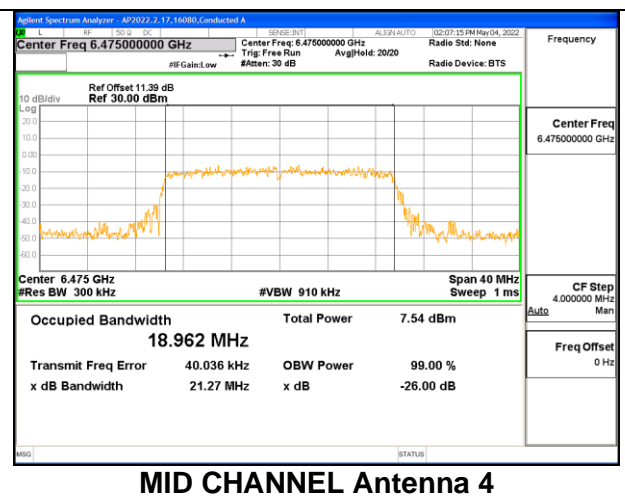 Agilent Spectrum Analyzer - AP2022.2.17,16080,Conducted A
L RF 50 Ω DC SENSE:INT ALIGN AUTO 02:07:15 PM May 04, 2022
Center Freq 6.475000000 GHz Center Freq: 6.475000000 GHz Radio Std: None Frequency
Trig: Free Run Avg|Hold: 20/20
#IFGain:Low #Atten: 30 dB Radio Device: BTS
Ref Offset 11.39 dB
10 dB/div Ref 30.00 dBm
Log
20.0
10.0
0.00
-10.0
-20.0
-30.0
-40.0
-50.0
-60.0
Center Freq
6.475000000 GHz
Center 6.475 GHz Span 40 MHz
#Res BW 300 kHz #VBW 910 kHz Sweep 1 ms
CF Step
4.000000 MHz
Auto Man
Occupied Bandwidth Total Power 7.54 dBm
18.962 MHz
Transmit Freq Error 40.036 kHz OBW Power 99.00 %
x dB Bandwidth 21.27 MHz x dB -26.00 dB
Freq Offset
0 Hz
MSG STATUS
MID CHANNEL Antenna 4